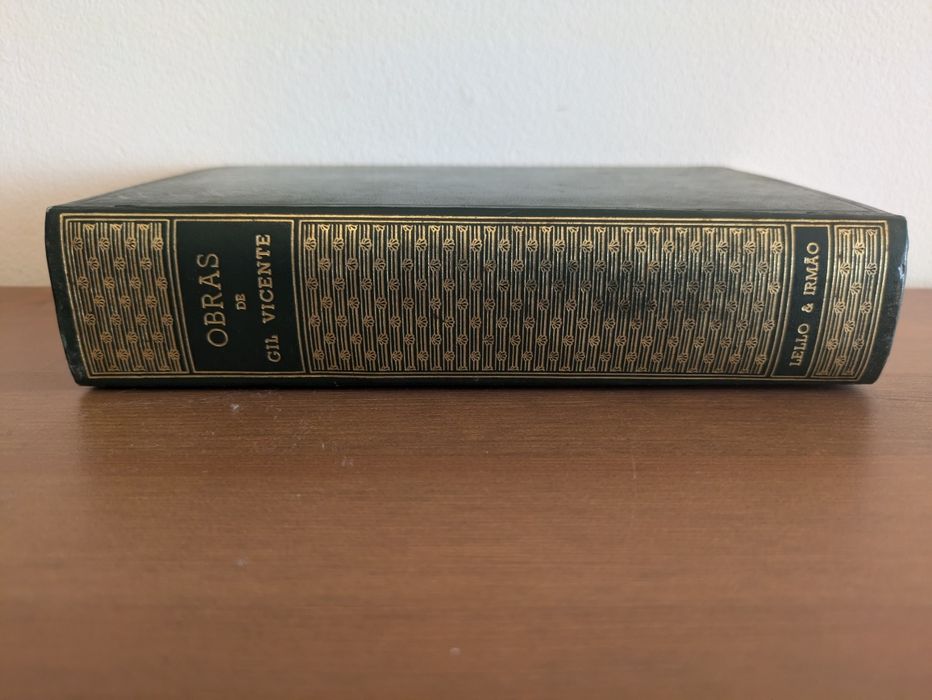 OBRAS
DE
GIL VICENTE
LELLO & IRMÃO